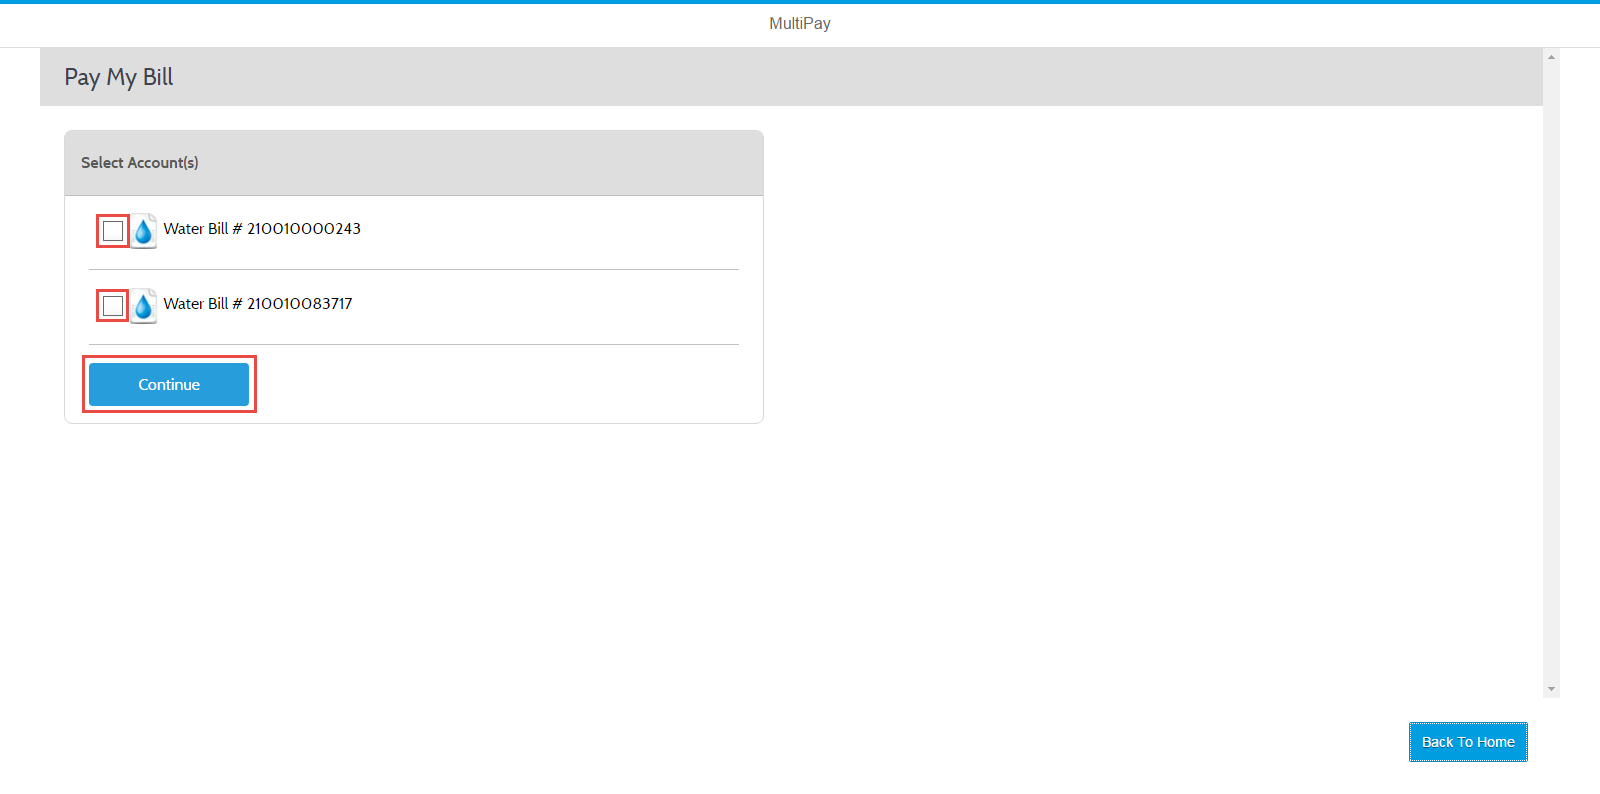 MultiPay
Pay My Bill
Select Account(s)
Water Bill # 210010000243
Water Bill # 210010083717
Continue
Back To Home